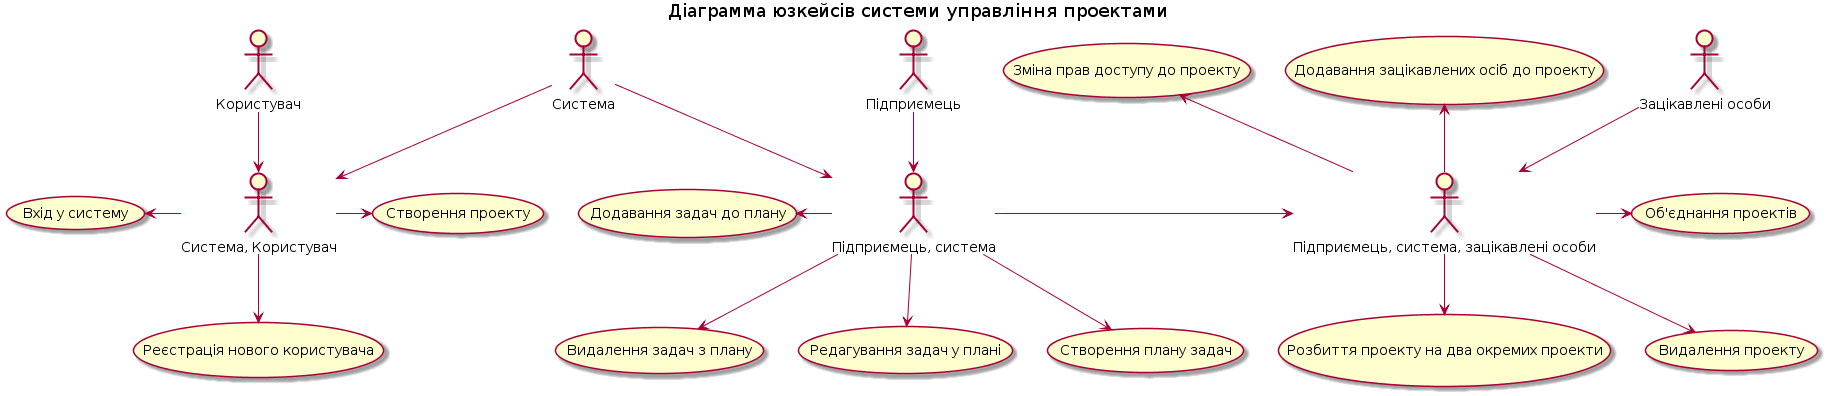 Діаграмма юзкейсів системи управління проектами
Користувач
Система
Підприємець
Зміна прав доступу до проекту
Додавання зацікавлених осіб до проекту
Зацікавлені особи
Вхід у систему
Система, Користувач
Створення проекту
Додавання задач до плану
Підприємець, система
Підприємець, система, зацікавлені особи
Об'єднання проектів
Реєстрація нового користувача
Видалення задач з плану
Редагування задач у плані
Створення плану задач
Розбиття проекту на два окремих проекти
Видалення проекту